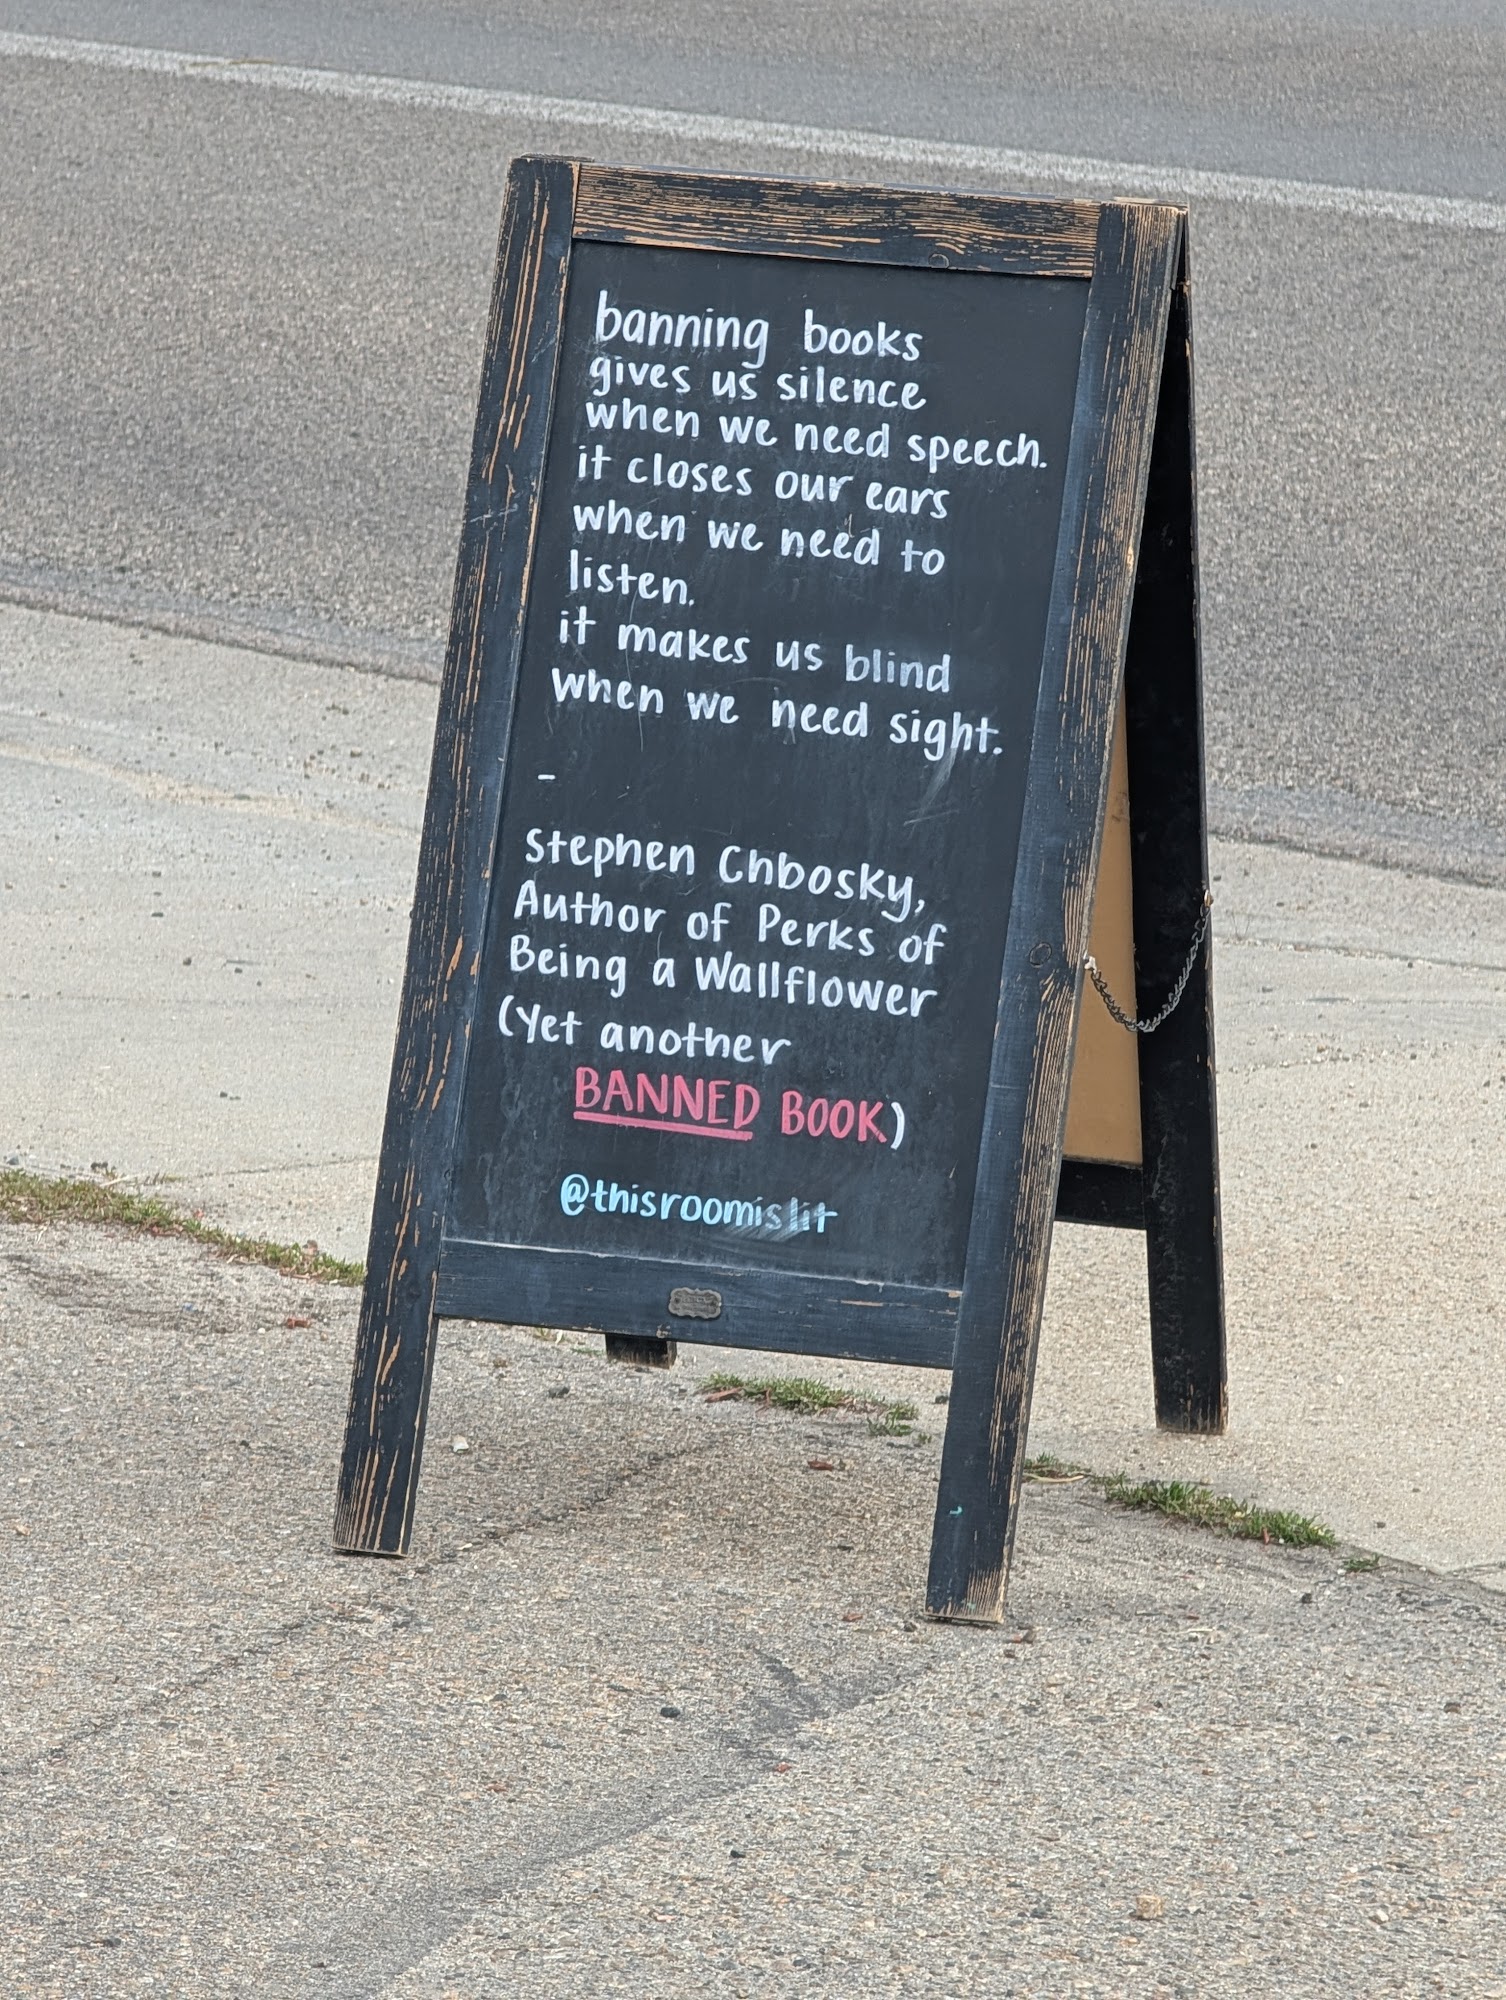 banning books
gives us silence
when we need speech.
it closes our ears
when we need to
listen.
it makes us blind
when we need sight.
-
Stephen Chbosky,
Author of Perks of
Being a Wallflower
(Yet another
BANNED BOOK)
@thisroomislit